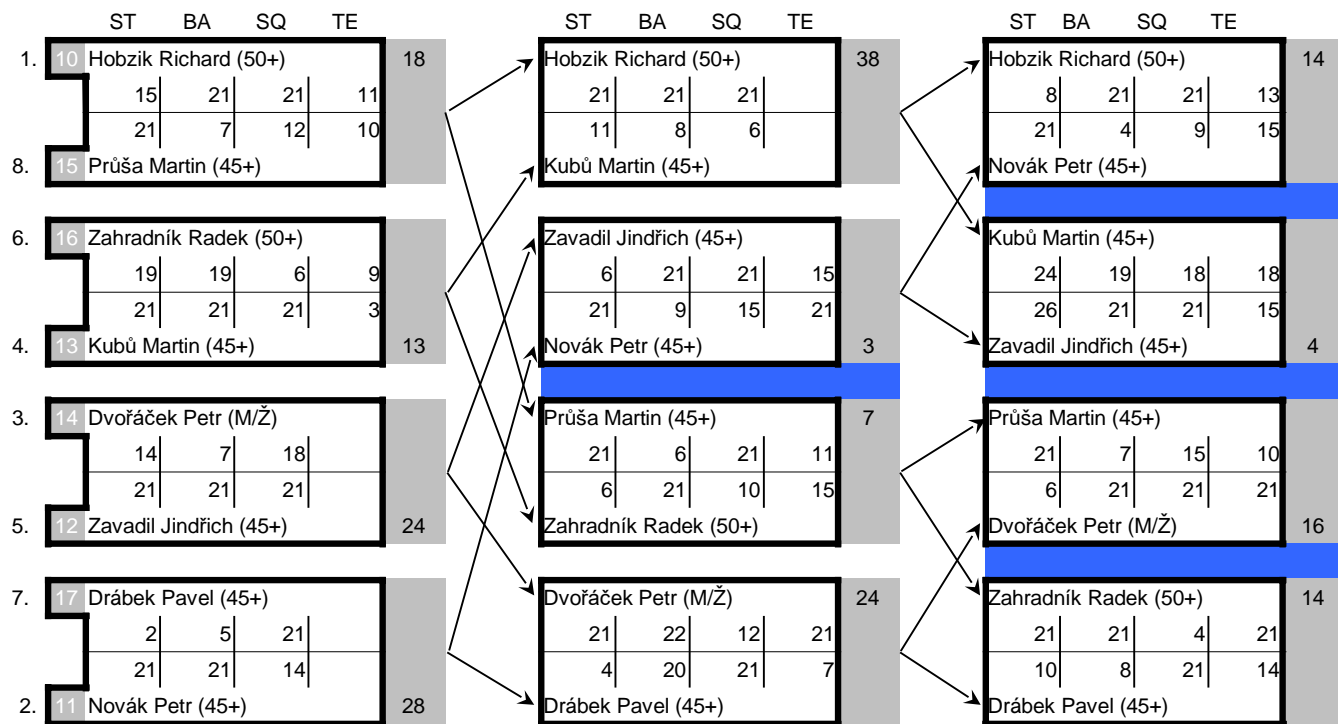 ST BA SQ TE ST BA SQ TE ST BA SQ TE
1. 10 Hobzik Richard (50+) 18 Hobzik Richard (50+) 38 Hobzik Richard (50+) 14
15 21 21 11 21 21 21 8 21 21 13
21 7 12 10 11 8 6 21 4 9 15
8. 15 Průša Martin (45+) Kubů Martin (45+) Novák Petr (45+)
6. 16 Zahradník Radek (50+) Zavadil Jindřich (45+) Kubů Martin (45+)
19 19 6 9 6 21 21 15 24 19 18 18
21 21 21 3 21 9 15 21 26 21 21 15
4. 13 Kubů Martin (45+) 13 Novák Petr (45+) 3 Zavadil Jindřich (45+) 4
3. 14 Dvořáček Petr (M/Ž) Průša Martin (45+) 7 Průša Martin (45+)
14 7 18 21 6 21 11 21 7 15 10
21 21 21 6 21 10 15 6 21 21 21
5. 12 Zavadil Jindřich (45+) 24 Zahradník Radek (50+) Dvořáček Petr (M/Ž) 16
7. 17 Drábek Pavel (45+) Dvořáček Petr (M/Ž) 24 Zahradník Radek (50+) 14
2 5 21 21 22 12 21 21 21 4 21
21 21 14 4 20 21 7 10 8 21 14
2. 11 Novák Petr (45+) 28 Drábek Pavel (45+) Drábek Pavel (45+)